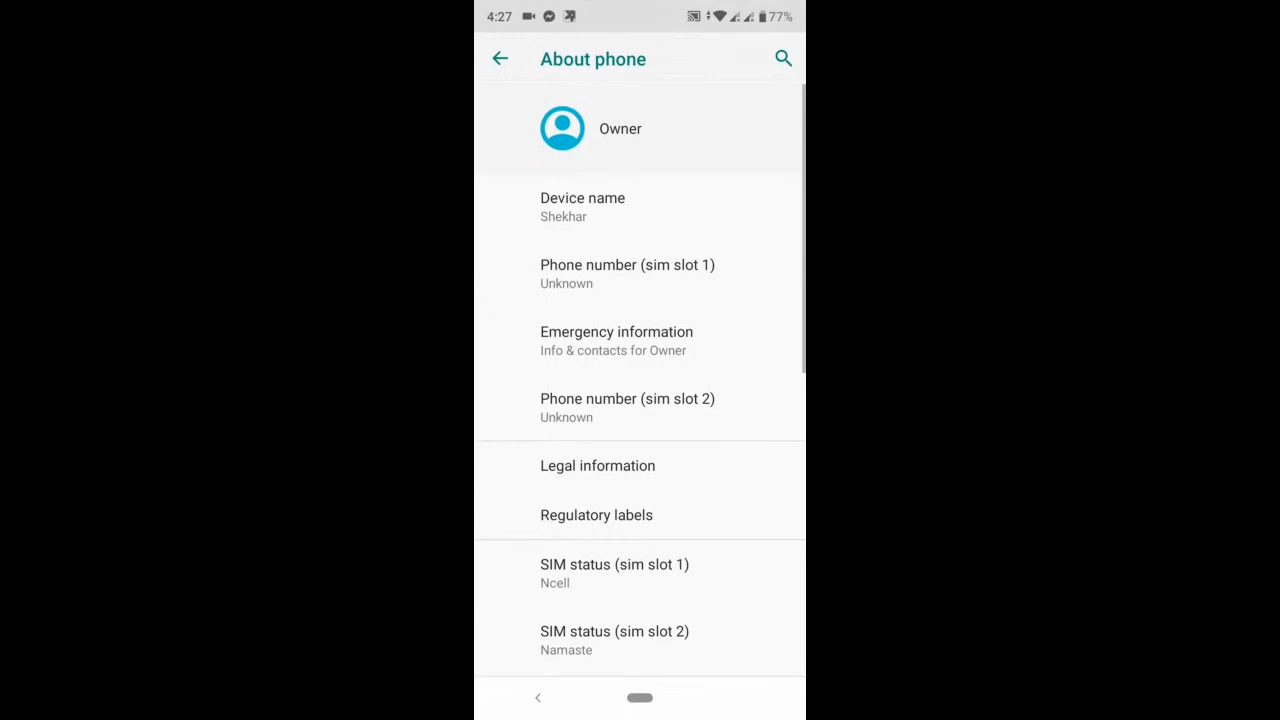 4:27 77%
About phone
Owner
Device name
Shekhar
Phone number (sim slot 1)
Unknown
Emergency information
Info & contacts for Owner
Phone number (sim slot 2)
Unknown
Legal information
Regulatory labels
SIM status (sim slot 1)
Ncell
SIM status (sim slot 2)
Namaste